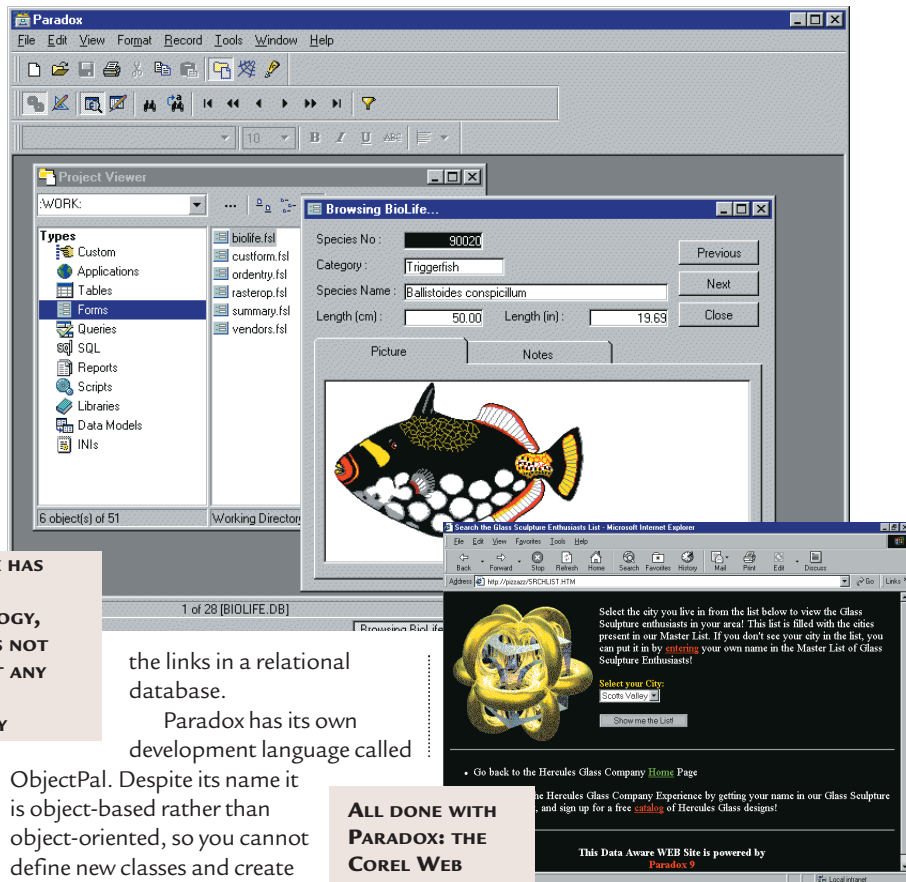 Paradox
File Edit View Format Record Tools Window Help
10 B I U ABC
Project Viewer
:WORK:
Types
Custom
Applications
Tables
Forms
Queries
SQL
Reports
Scripts
Libraries
Data Models
INIs
biolife.fsl
custform.fsl
ordentry.fsl
rasterop.fsl
summary.fsl
vendors.fsl
6 object(s) of 51
Working
Browsing BioLife...
Species No : 90020
Category : Triggerfish
Species Name : Ballistoides conspicillum
Length (cm) : 50.00 Length (in) : 19.69
Previous
Next
Close
Picture Notes
1 of 28 [BIOLIFE.DB]
Browsing
Search the Glass Sculpture Enthusiasts List - Microsoft Internet Explorer
File Edit View Favorites Tools Help
Back Forward Stop Refresh Home Search Favorites History Mail Print Edit Discuss
Address http://pizzazz/SRCHLIST.HTM Go Links
Select the city you live in from the list below to view the Glass
Sculpture enthusiasts in your area! This list is filled with the cities
present in our Master List. If you don't see your city in the list, you
can put it in by entering your own name in the Master List of Glass
Sculpture Enthusiasts!
Select your City:
Scotts Valley
Show me the List!
• Go back to the Hercules Glass Company Home Page
he Hercules Glass Company Experience by getting your name in our Glass Sculpture
, and sign up for a free catalog of Hercules Glass designs!
This Data Aware WEB Site is powered by
Paradox 9
Local intranet
HAS
OGY,
NOT
ANY
Y
the links in a relational
database.
Paradox has its own
development language called
ObjectPal. Despite its name it
is object-based rather than
object-oriented, so you cannot
define new classes and create
ALL DONE WITH
PARADOX: THE
COREL WEB